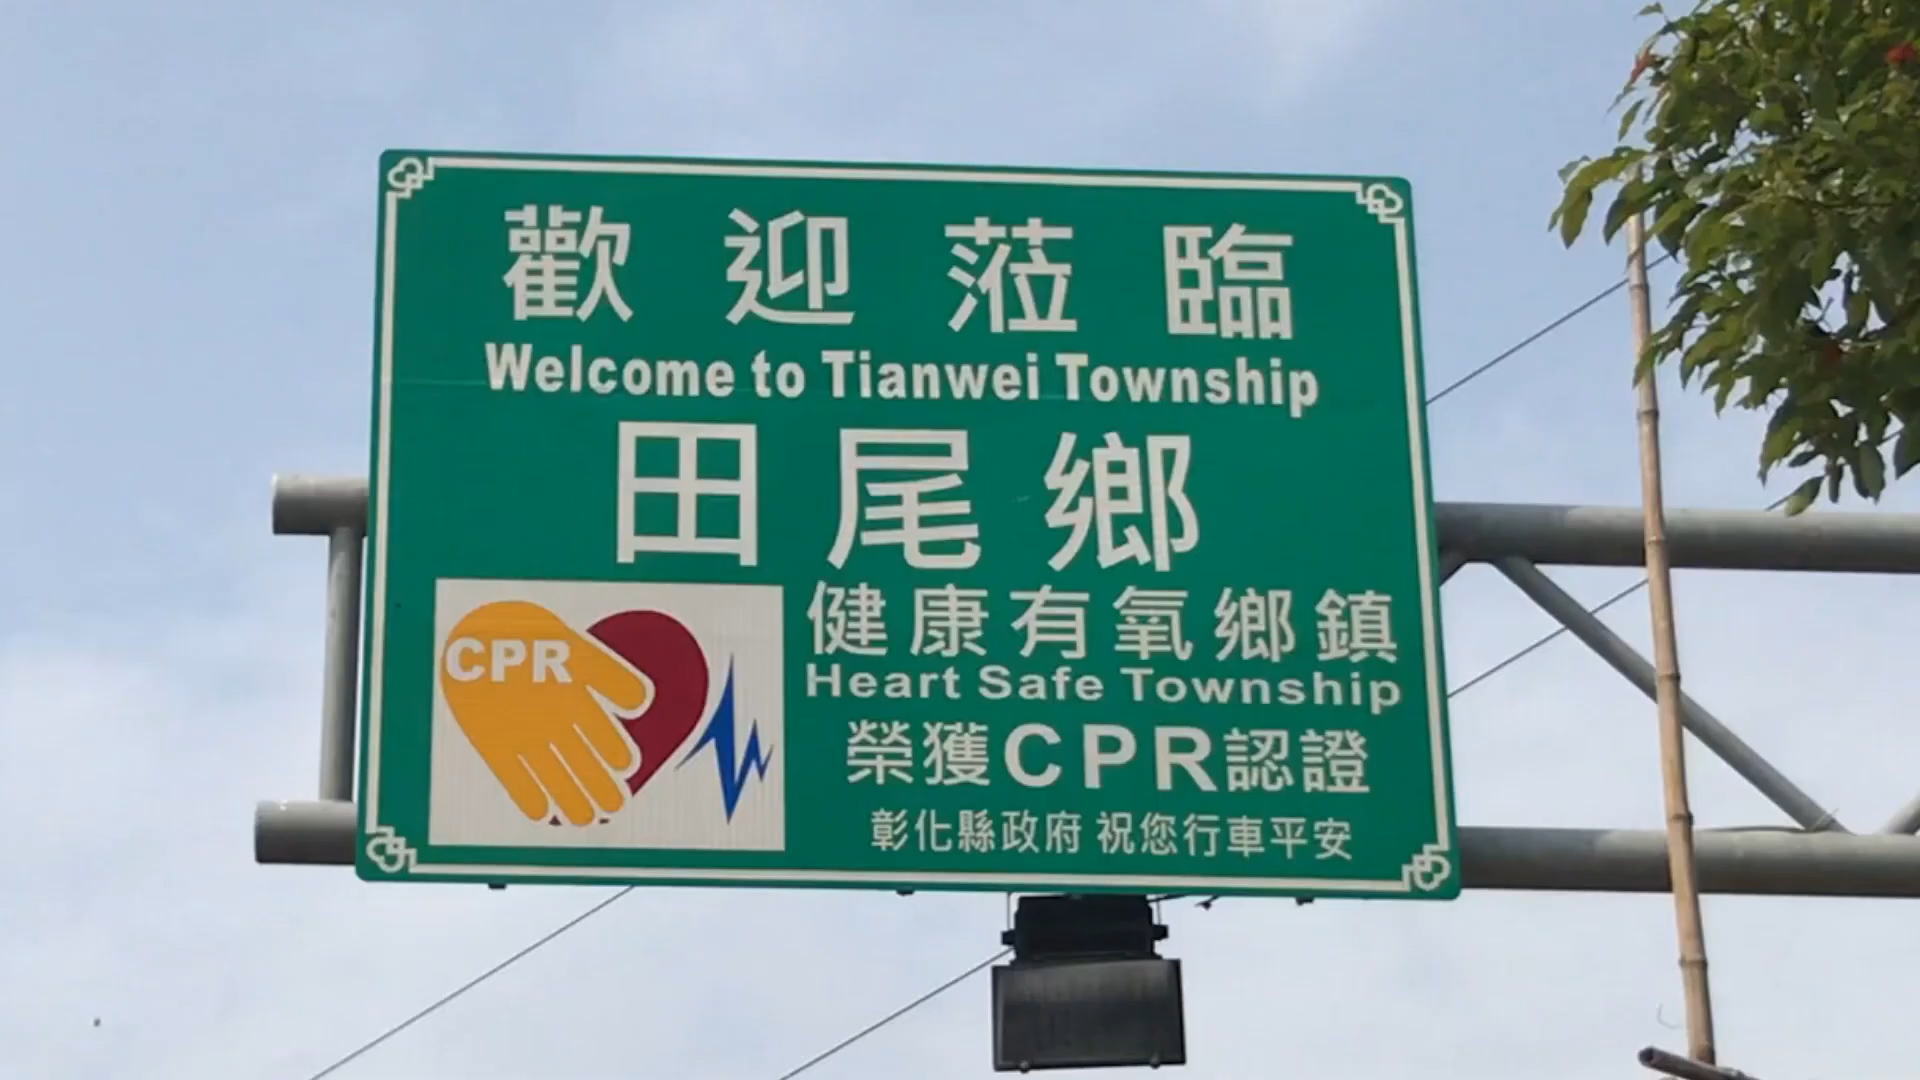 歡迎蒞臨
Welcome to Tianwei Township
田尾鄉
CPR
健康有氧鄉鎮
Heart Safe Township
榮獲CPR認證
彰化縣政府 祝您行車平安